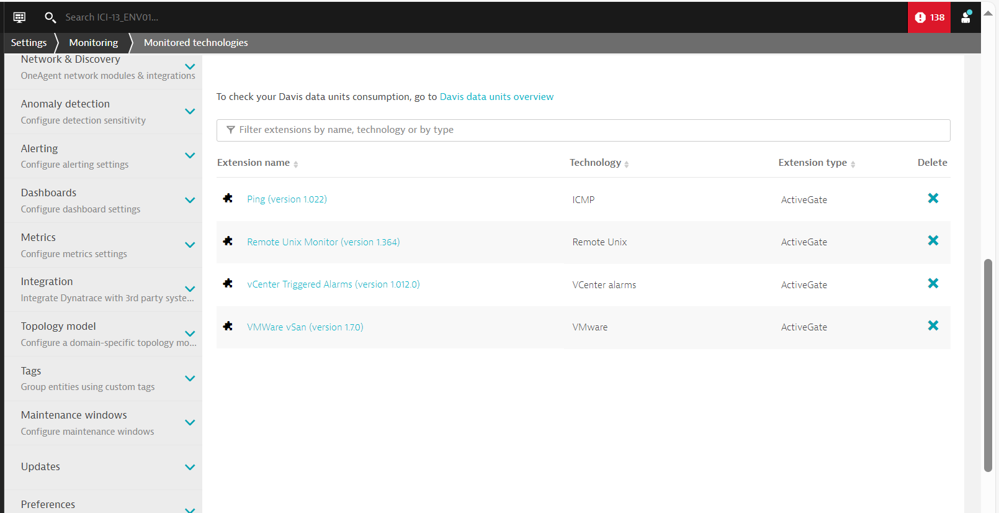 Search ICI-13_ENV01...
138
Settings
Monitoring
Monitored technologies
Network & Discovery
OneAgent network modules & integrations
Anomaly detection
Configure detection sensitivity
Alerting
Configure alerting settings
Dashboards
Configure dashboard settings
Metrics
Configure metrics settings
Integration
Integrate Dynatrace with 3rd party syste...
Topology model
Configure a domain-specific topology mo...
Tags
Group entities using custom tags
Maintenance windows
Configure maintenance windows
Updates
Preferences
To check your Davis data units consumption, go to Davis data units overview
Filter extensions by name, technology or by type
Extension name Technology Extension type Delete
Ping (version 1.022) ICMP ActiveGate
Remote Unix Monitor (version 1.364) Remote Unix ActiveGate
vCenter Triggered Alarms (version 1.012.0) VCenter alarms ActiveGate
VMWare vSan (version 1.7.0) VMware ActiveGate